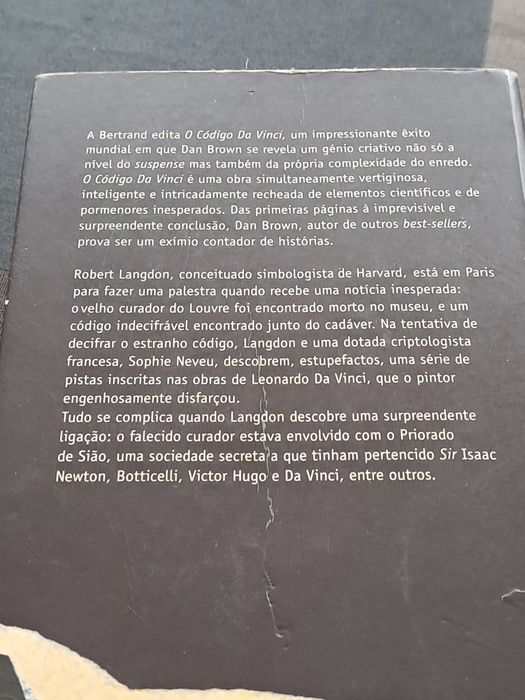 A Bertrand edita O Código Da Vinci, um impressionante êxito
mundial em que Dan Brown se revela um génio criativo não só a
nível do suspense mas também da própria complexidade do enredo.
O Código Da Vinci é uma obra simultaneamente vertiginosa,
inteligente e intricadamente recheada de elementos científicos e de
pormenores inesperados. Das primeiras páginas à imprevisível e
surpreendente conclusão, Dan Brown, autor de outros best-sellers,
prova ser um exímio contador de histórias.
Robert Langdon, conceituado simbologista de Harvard, está em Paris
para fazer uma palestra quando recebe uma notícia inesperada:
o velho curador do Louvre foi encontrado morto no museu, e um
código indecifrável encontrado junto do cadáver. Na tentativa de
decifrar o estranho código, Langdon e uma dotada criptologista
francesa, Sophie Neveu, descobrem, estupefactos, uma série de
pistas inscritas nas obras de Leonardo Da Vinci, que o pintor
engenhosamente disfarçou.
Tudo se complica quando Langdon descobre uma surpreendente
ligação: o falecido curador estava envolvido com o Priorado
de Sião, uma sociedade secreta a que tinham pertencido Sir Isaac
Newton, Botticelli, Victor Hugo e Da Vinci, entre outros.